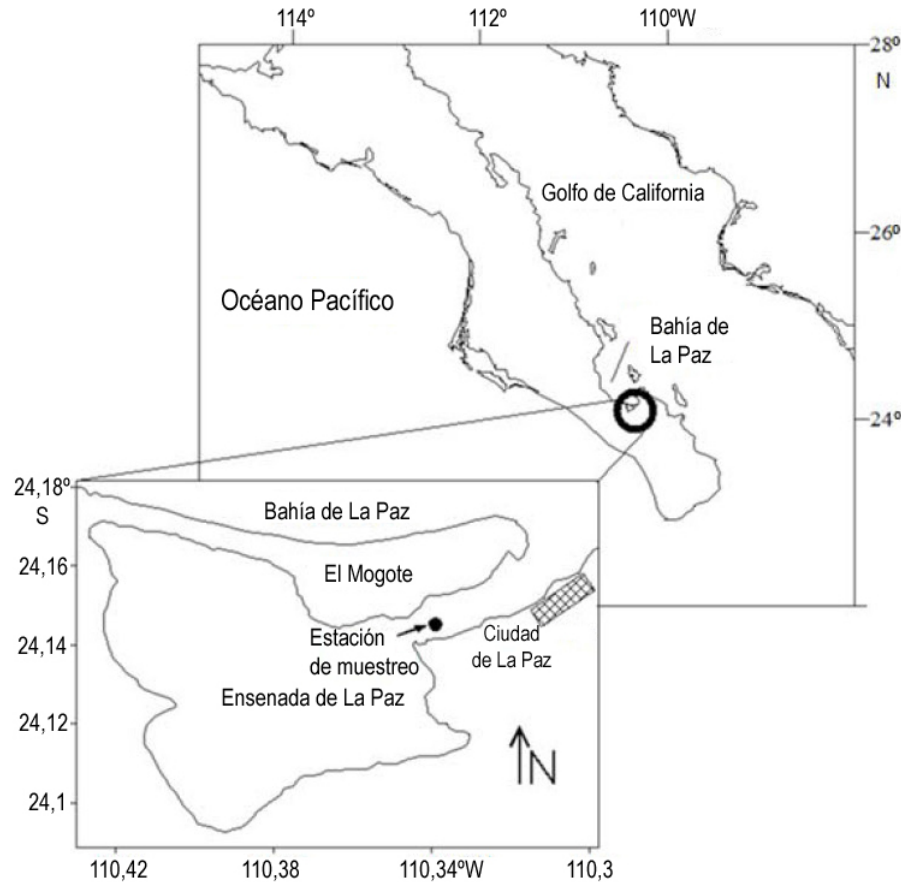 114º 112º 110ºW
28º
N
Golfo de California
26º
Océano Pacífico
Bahía de
La Paz
24º
24,18º
S
Bahía de La Paz
24,16
El Mogote
Estación
de muestreo
Ciudad
de La Paz
24,14
Ensenada de La Paz
24,12
N
24,1
110,42 110,38 110,34ºW 110,3